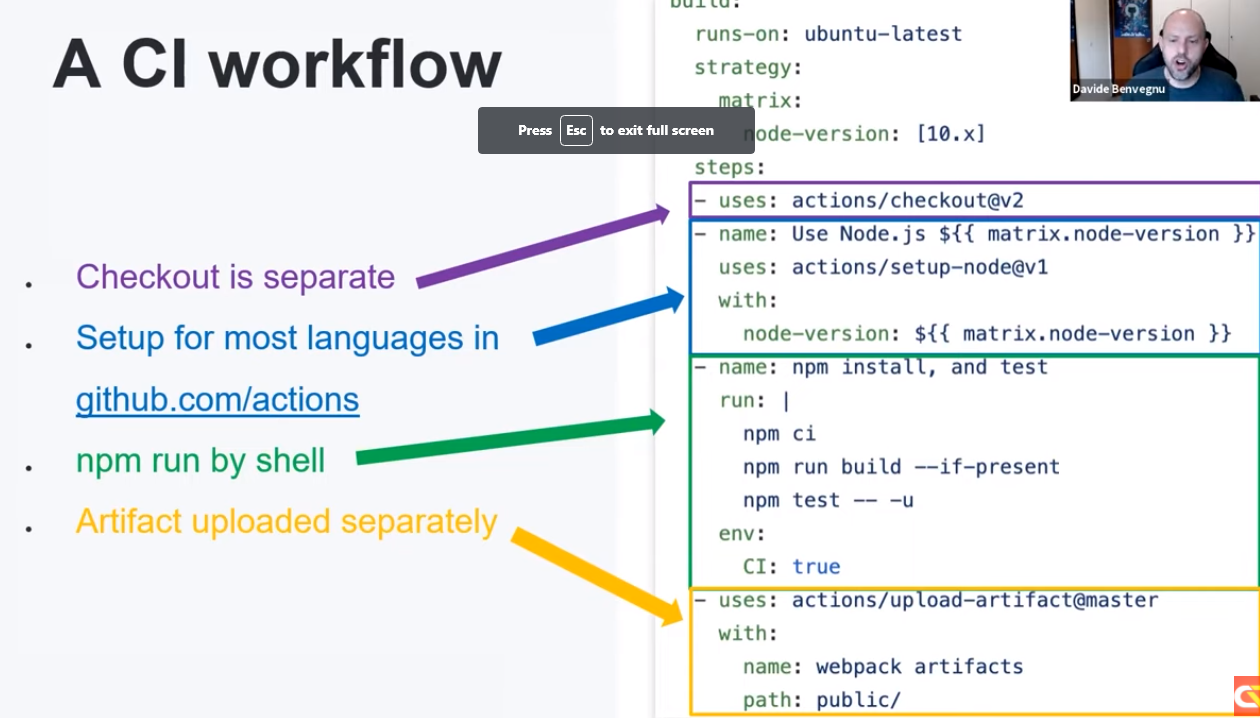 A CI workflow
Press Esc to exit full screen
Davide Benvegnu
. Checkout is separate
. Setup for most languages in
github.com/actions
. npm run by shell
. Artifact uploaded separately
build:
runs-on: ubuntu-latest
strategy:
matrix:
node-version: [10.x]
steps:
- uses: actions/checkout@v2
- name: Use Node.js ${{ matrix.node-version }}
uses: actions/setup-node@v1
with:
node-version: ${{ matrix.node-version }}
- name: npm install, and test
run: |
npm ci
npm run build --if-present
npm test -- -u
env:
CI: true
- uses: actions/upload-artifact@master
with:
name: webpack artifacts
path: public/